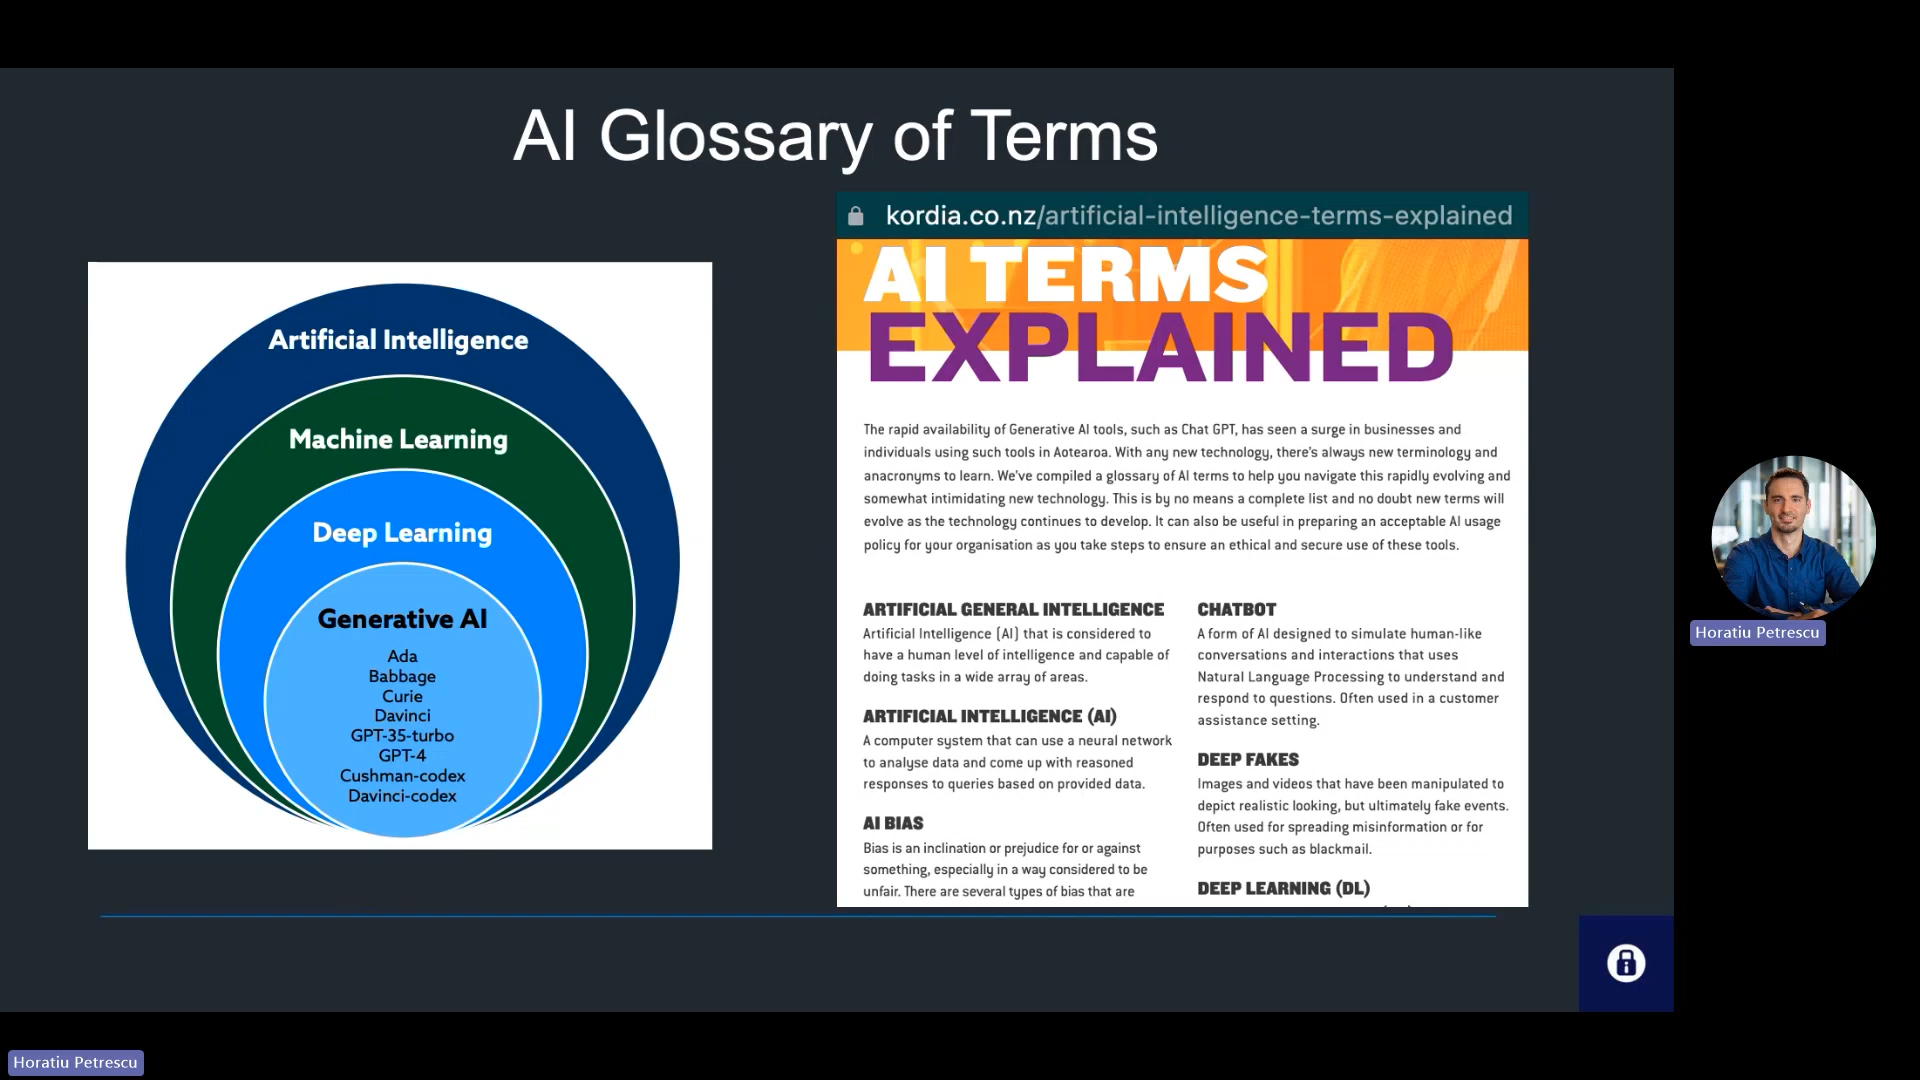 AI Glossary of Terms
Artificial Intelligence
Machine Learning
Deep Learning
Generative AI
Ada
Babbage
Curie
Davinci
GPT-35-turbo
GPT-4
Cushman-codex
Davinci-codex
kordia.co.nz/artificial-intelligence-terms-explained
AI TERMS
EXPLAINED
The rapid availability of Generative AI tools, such as Chat GPT, has seen a surge in businesses and
individuals using such tools in Aotearoa. With any new technology, there's always new terminology and
anacronyms to learn. We've compiled a glossary of AI terms to help you navigate this rapidly evolving and
somewhat intimidating new technology. This is by no means a complete list and no doubt new terms will
evolve as the technology continues to develop. It can also be useful in preparing an acceptable AI usage
policy for your organisation as you take steps to ensure an ethical and secure use of these tools.
ARTIFICIAL GENERAL INTELLIGENCE
Artificial Intelligence (AI) that is considered to
have a human level of intelligence and capable of
doing tasks in a wide array of areas.
ARTIFICIAL INTELLIGENCE (AI)
A computer system that can use a neural network
to analyse data and come up with reasoned
responses to queries based on provided data.
AI BIAS
Bias is an inclination or prejudice for or against
something, especially in a way considered to be
unfair. There are several types of bias that are
CHATBOT
A form of AI designed to simulate human-like
conversations and interactions that uses
Natural Language Processing to understand and
respond to questions. Often used in a customer
assistance setting.
DEEP FAKES
Images and videos that have been manipulated to
depict realistic looking, but ultimately fake events.
Often used for spreading misinformation or for
purposes such as blackmail.
DEEP LEARNING (DL)
Horatiu Petrescu
Horatiu Petrescu